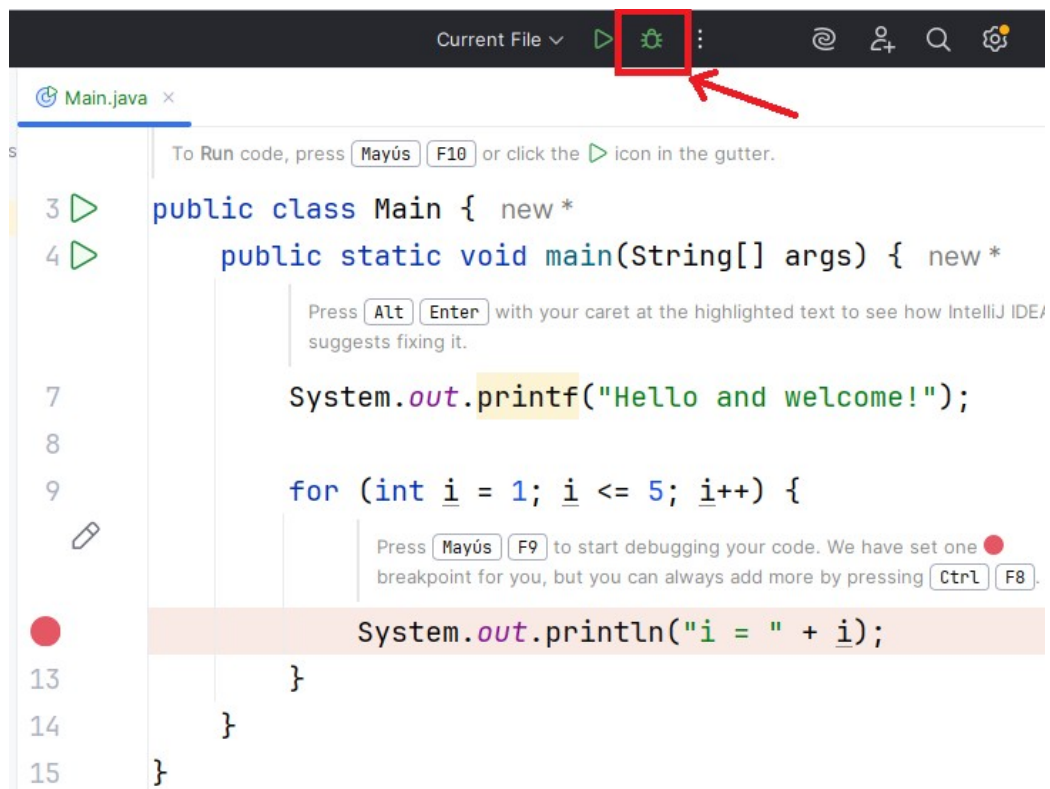 Current File
Main.java
s
To Run code, press Mayús F10 or click the icon in the gutter.
3 public class Main { new *
4 public static void main(String[] args) { new *
Press Alt Enter with your caret at the highlighted text to see how IntelliJ IDEA
suggests fixing it.
7 System.out.printf("Hello and welcome!");
8
9 for (int i = 1; i <= 5; i++) {
Press Mayús F9 to start debugging your code. We have set one
breakpoint for you, but you can always add more by pressing Ctrl F8.
System.out.println("i = " + i);
13 }
14 }
15 }